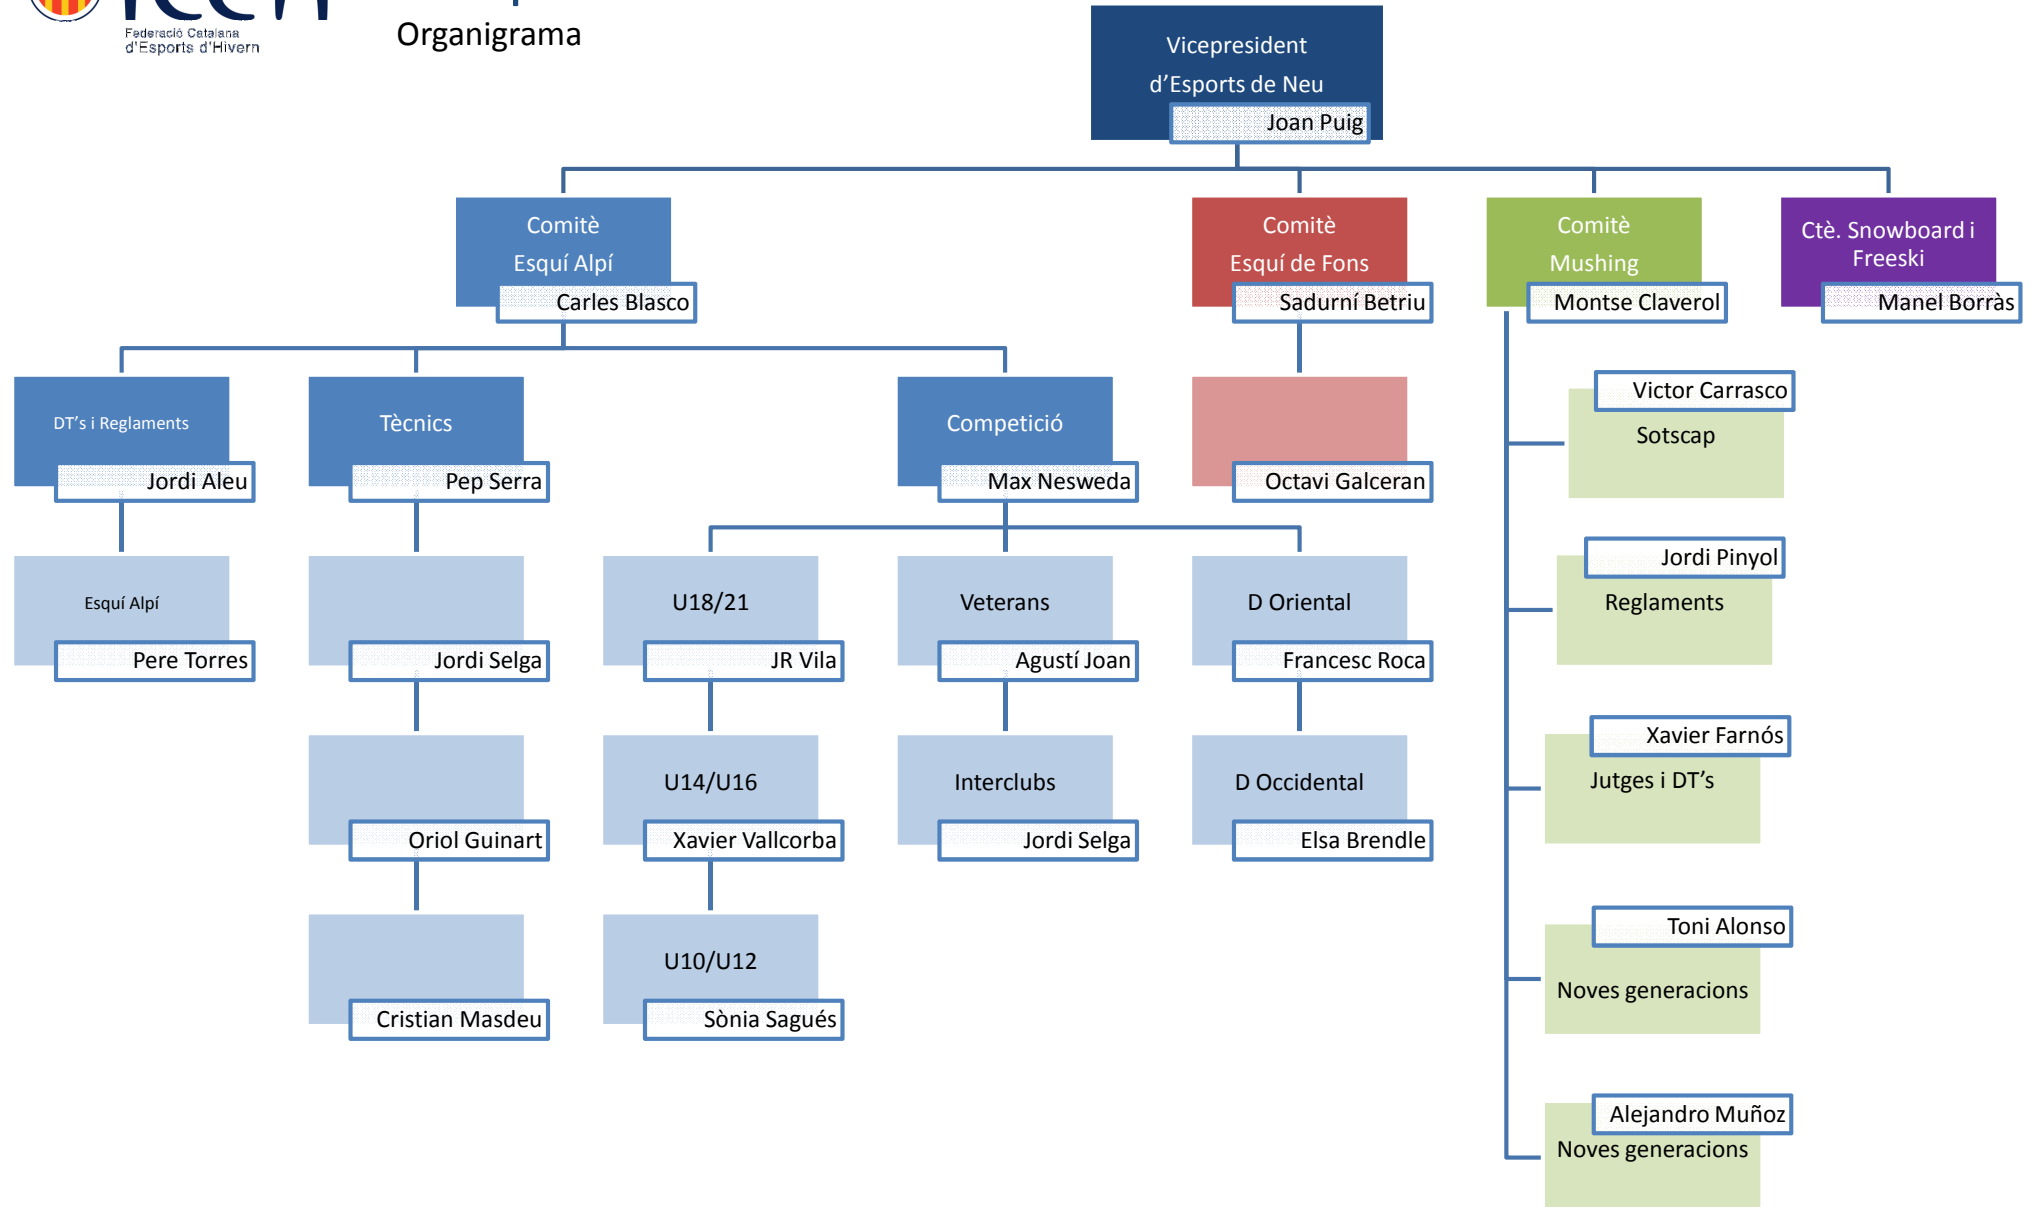 Federació Catalana
d'Esports d'Hivern
Organigrama
Vicepresident
d'Esports de Neu
Joan Puig
Comitè
Esquí Alpí
Carles Blasco
Comitè
Esquí de Fons
Sadurní Betriu
Comitè
Mushing
Montse Claverol
Ctè. Snowboard i
Freeski
Manel Borràs
DT's i Reglaments
Jordi Aleu
Tècnics
Pep Serra
Competició
Max Nesweda
Octavi Galceran
Victor Carrasco
Sotscap
Esquí Alpí
Pere Torres
Jordi Selga
U18/21
JR Vila
Veterans
Agustí Joan
D Oriental
Francesc Roca
Jordi Pinyol
Reglaments
Oriol Guinart
U14/U16
Xavier Vallcorba
Interclubs
Jordi Selga
D Occidental
Elsa Brendle
Xavier Farnós
Jutges i DT's
Cristian Masdeu
U10/U12
Sònia Sagués
Toni Alonso
Noves generacions
Alejandro Muñoz
Noves generacions